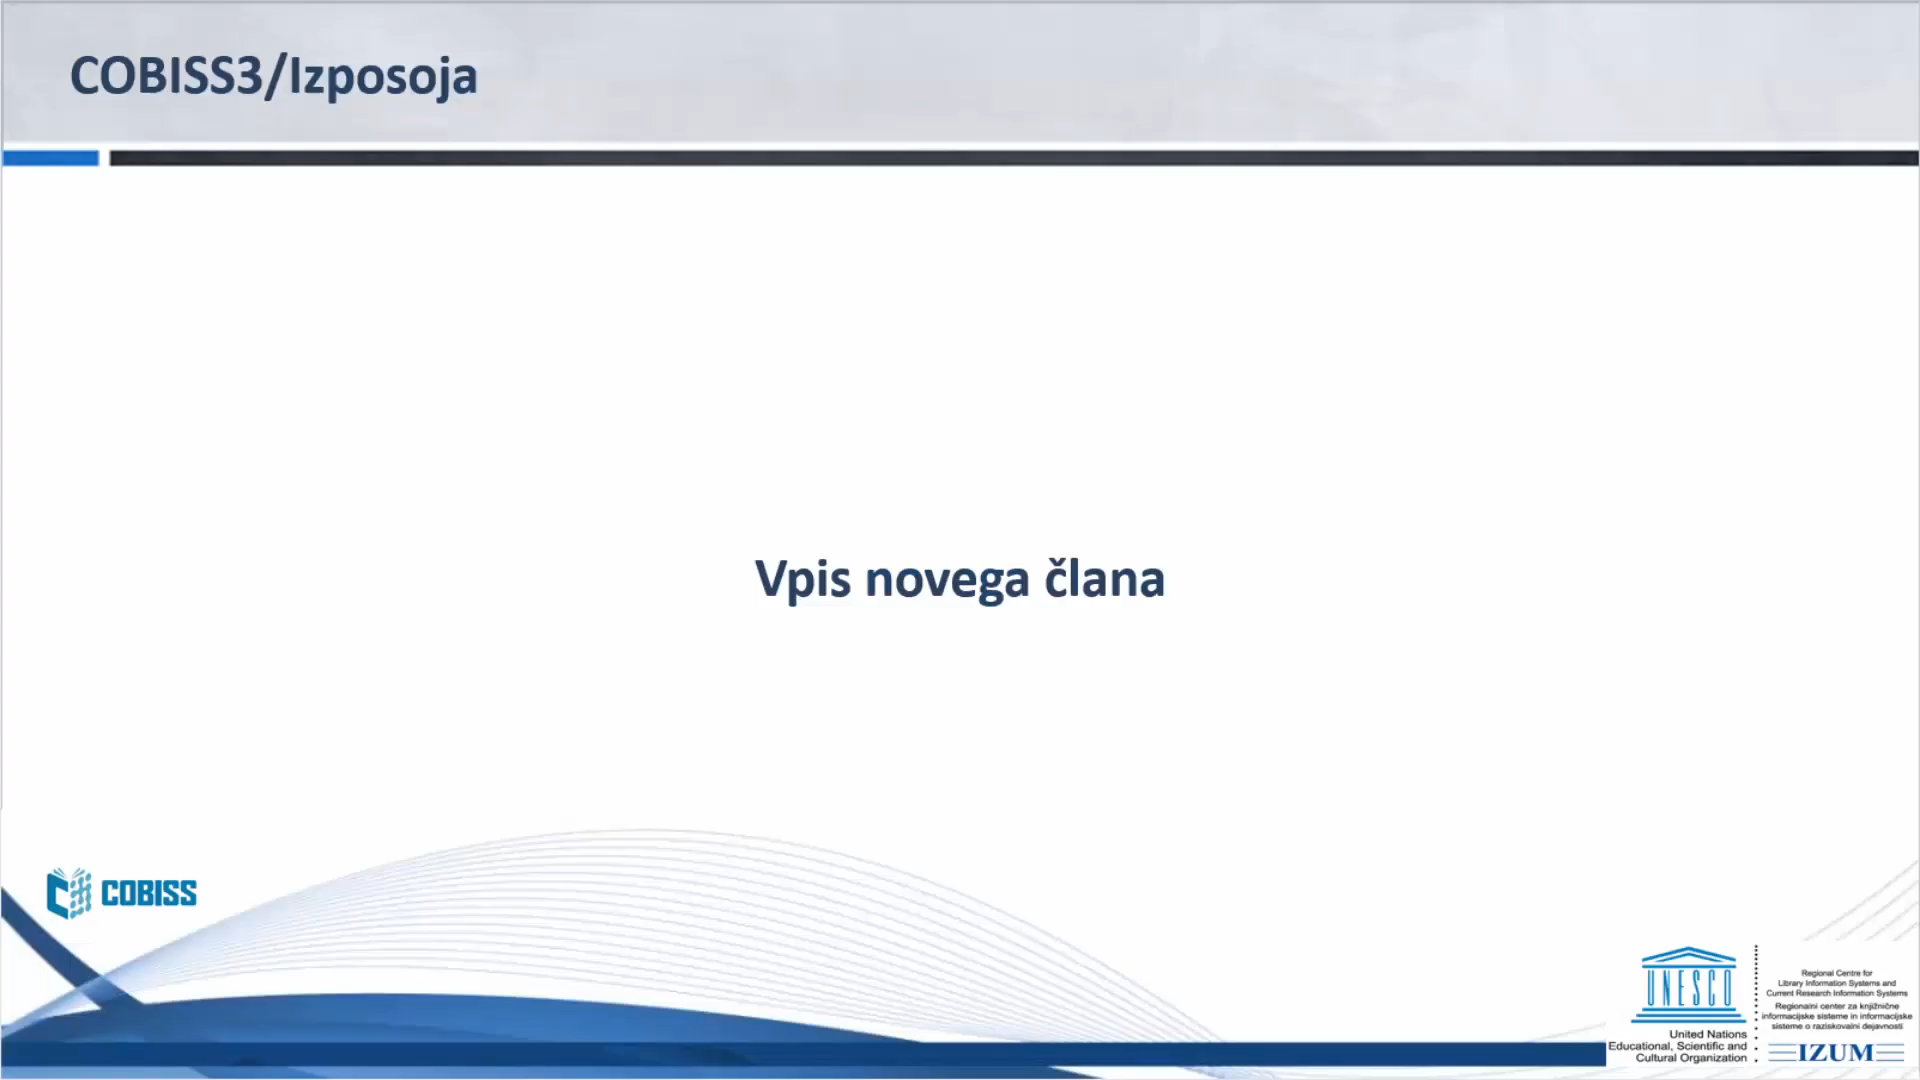 COBISS3/Izposoja
Vpis novega člana
COBISS
UNESCO
United Nations
Educational, Scientific and
Cultural Organization
Regional Centre for
Library Information Systems and
Current Research Information Systems
Regionalni center za knjižnične
informacijske sisteme in informacijske
sisteme o raziskovalni dejavnosti
IZUM